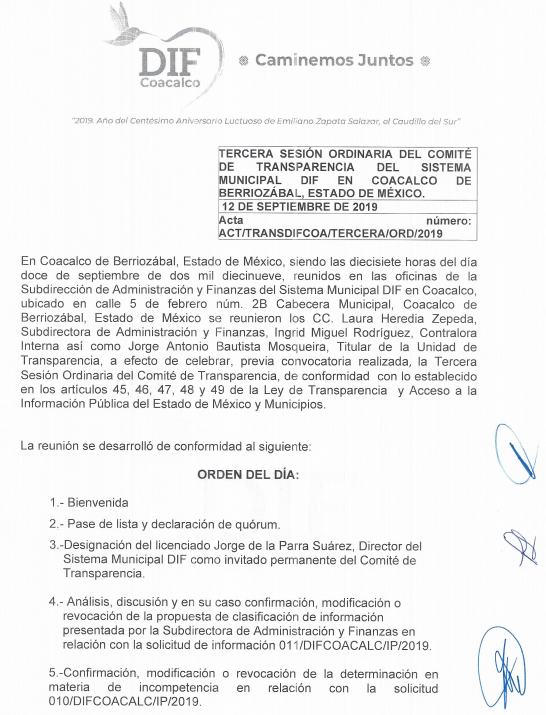 DIF
Coacalco
Caminemos Juntos
"2019. Año del Centésimo Aniversario Luctuoso de Emiliano Zapata Salazar, el Caudillo del Sur"
TERCERA SESIÓN ORDINARIA DEL COMITÉ
DE TRANSPARENCIA DEL SISTEMA
MUNICIPAL DIF EN COACALCO DE
BERRIOZÁBAL, ESTADO DE MÉXICO.
12 DE SEPTIEMBRE DE 2019
Acta número:
ACT/TRANSDIFCOA/TERCERA/ORD/2019
En Coacalco de Berriozábal, Estado de México, siendo las diecisiete horas del día
doce de septiembre de dos mil diecinueve, reunidos en las oficinas de la
Subdirección de Administración y Finanzas del Sistema Municipal DIF en Coacalco,
ubicado en calle 5 de febrero núm. 2B Cabecera Municipal, Coacalco de
Berriozábal, Estado de México se reunieron los CC. Laura Heredia Zepeda,
Subdirectora de Administración y Finanzas, Ingrid Miguel Rodríguez, Contralora
Interna así como Jorge Antonio Bautista Mosqueira, Titular de la Unidad de
Transparencia, a efecto de celebrar, previa convocatoria realizada, la Tercera
Sesión Ordinaria del Comité de Transparencia, de conformidad con lo establecido
en los artículos 45, 46, 47, 48 y 49 de la Ley de Transparencia y Acceso a la
Información Pública del Estado de México y Municipios.
La reunión se desarrolló de conformidad al siguiente:
ORDEN DEL DÍA:
1.- Bienvenida
2.- Pase de lista y declaración de quórum.
3.-Designación del licenciado Jorge de la Parra Suárez, Director del
Sistema Municipal DIF como invitado permanente del Comité de
Transparencia.
4.- Análisis, discusión y en su caso confirmación, modificación o
revocación de la propuesta de clasificación de información
presentada por la Subdirectora de Administración y Finanzas en
relación con la solicitud de información 011/DIFCOACALC/IP/2019.
5.-Confirmación, modificación o revocación de la determinación en
materia de incompetencia en relación con la solicitud
010/DIFCOACALC/IP/2019.